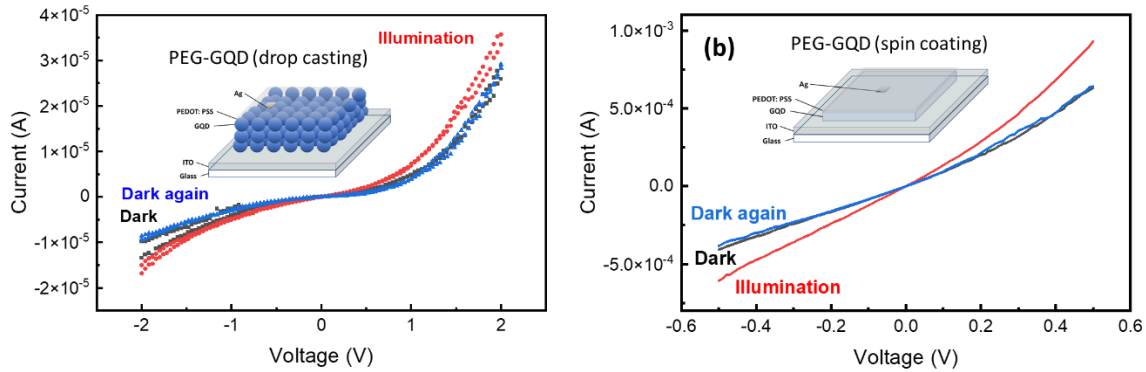 4×10⁻⁵
3×10⁻⁵
2×10⁻⁵
1×10⁻⁵
0
-1×10⁻⁵
-2×10⁻⁵
Current (A)
PEG-GQD (drop casting)
Illumination
Ag
PEDOT: PSS
GQD
ITO
Glass
Dark again
Dark
-2
-1
0
1
2
Voltage (V)
1.0×10⁻³
5.0×10⁻⁴
0.0
-5.0×10⁻⁴
Current (A)
(b)
PEG-GQD (spin coating)
Ag
PEDOT: PSS
GQD
ITO
Glass
Dark again
Dark
Illumination
-0.6
-0.4
-0.2
0.0
0.2
0.4
0.6
Voltage (V)